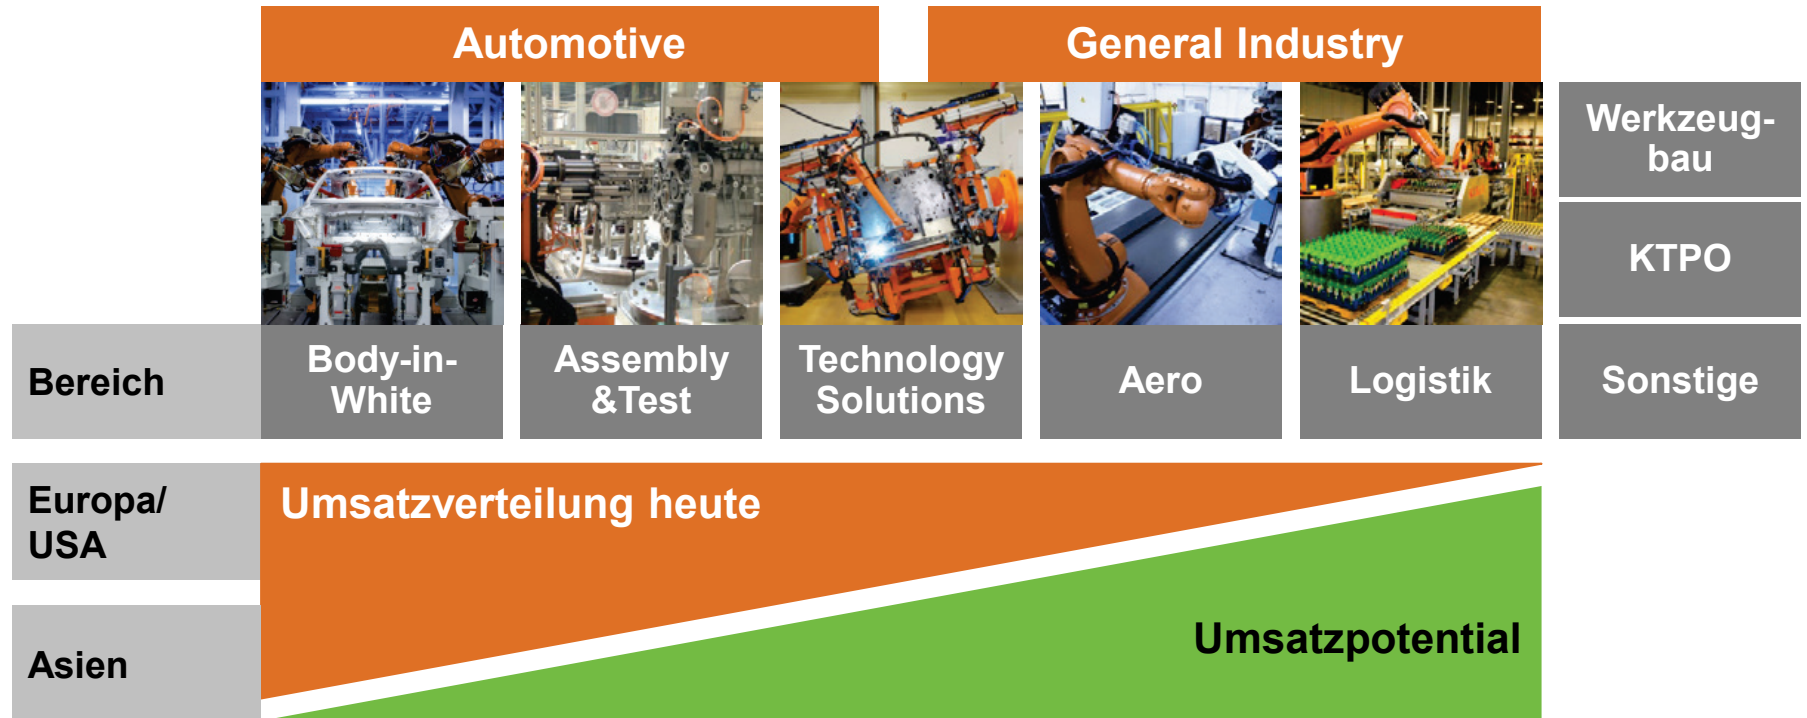 Automotive
General Industry
Werkzeug-
bau
KTPO
Bereich
Body-in-
White
Assembly
&Test
Technology
Solutions
Aero
Logistik
Sonstige
Europa/
USA
Umsatzverteilung heute
Asien
Umsatzpotential